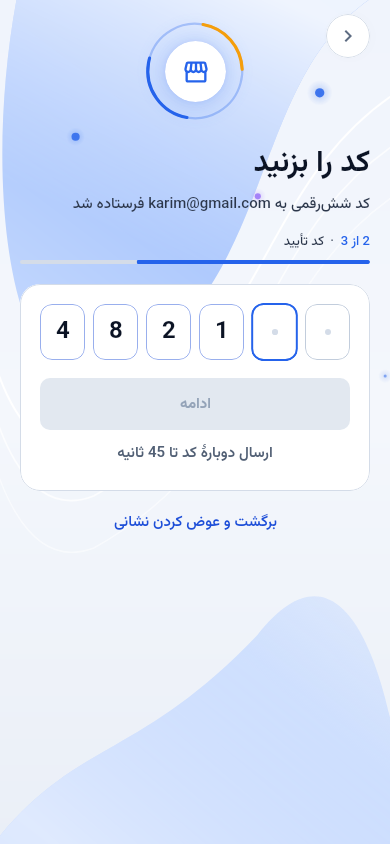 کد را بزنید
کد شش‌رقمی به karim@gmail.com فرستاده شد
2 از 3 · کد تأیید
4 8 2 1
ادامه
ارسال دوبارهٔ کد تا 45 ثانیه
برگشت و عوض کردن نشانی